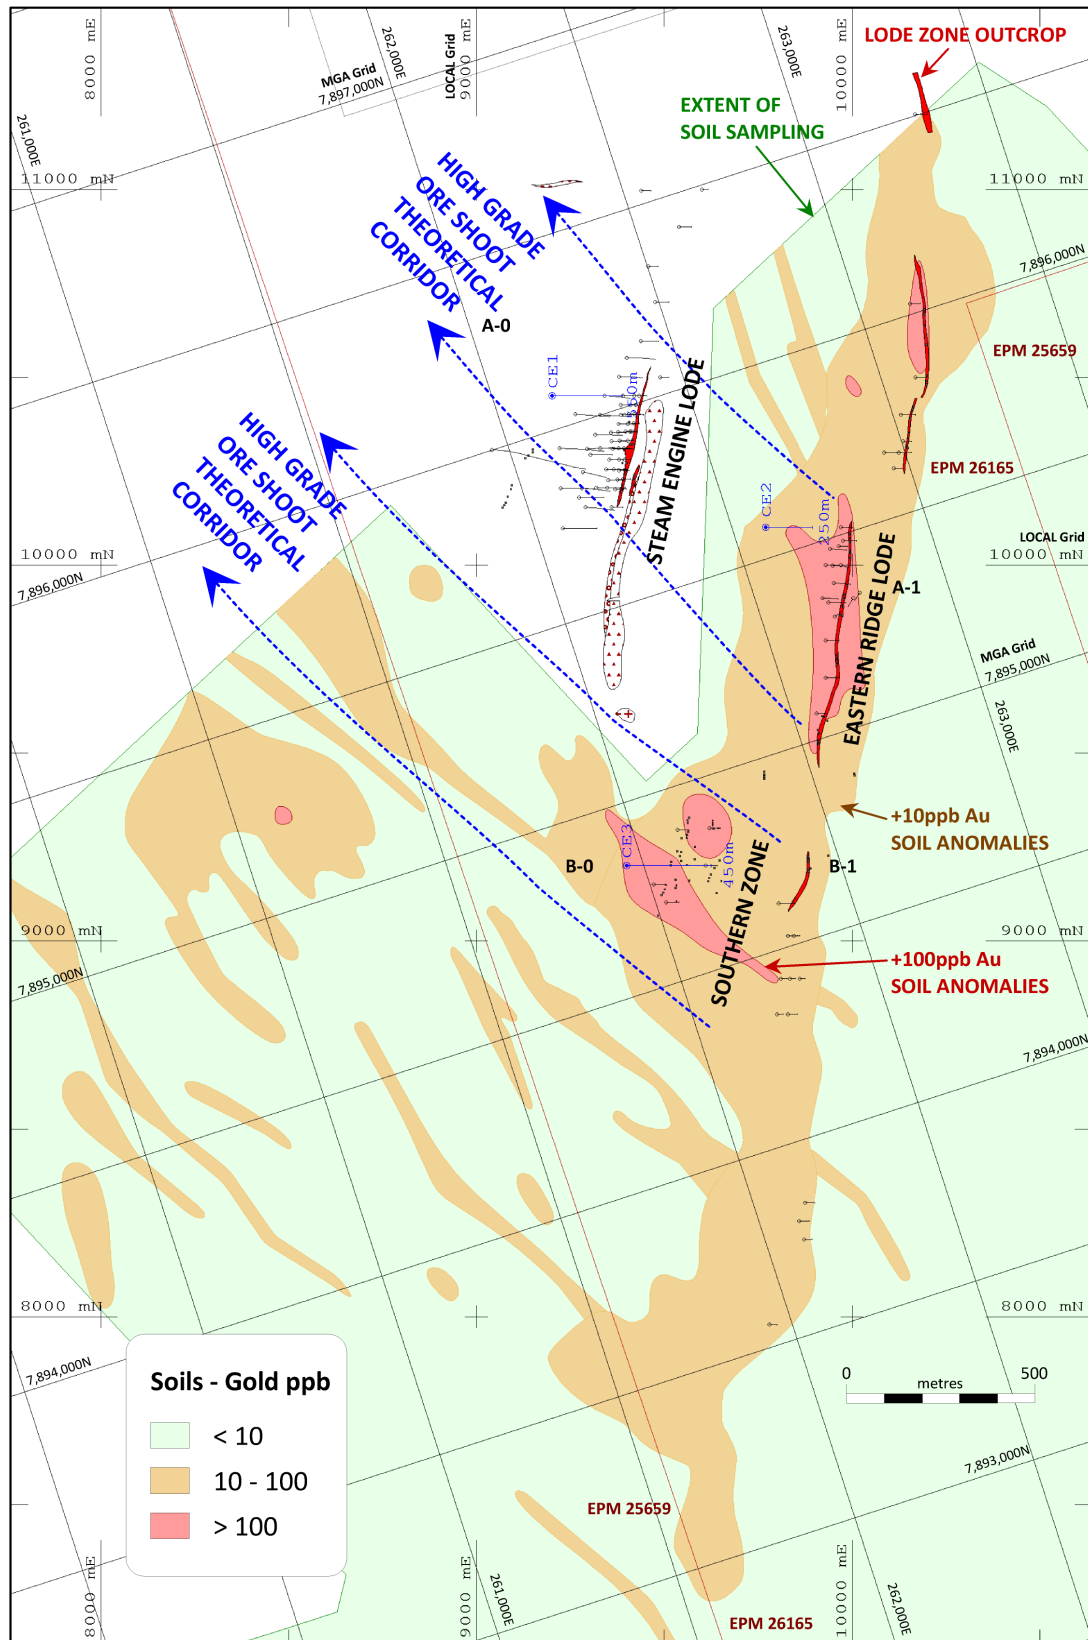 8000 mE
262,000E
LOCAL Grid
9000 mE
263,000E
10000 mE
LODE ZONE OUTCROP
MGA Grid
7,897,000N
EXTENT OF
SOIL SAMPLING
261,000E
11000 mN
11000 mN
HIGH GRADE
ORE SHOOT
THEORETICAL
CORRIDOR
7,896,000N
A-0
EPM 25659
CE1
550m
STEAM ENGINE LODE
HIGH GRADE
ORE SHOOT
THEORETICAL
CORRIDOR
EPM 26165
CE2
250m
LOCAL Grid
10000 mN
10000 mN
7,896,000N
A-1
EASTERN RIDGE LODE
MGA Grid
7,895,000N
263,000E
+10ppb Au
SOIL ANOMALIES
CE3
450m
B-0
B-1
SOUTHERN ZONE
9000 mN
9000 mN
+100ppb Au
SOIL ANOMALIES
7,895,000N
7,894,000N
8000 mN
8000 mN
7,894,000N
Soils - Gold ppb
< 10
10 - 100
> 100
0
metres
500
7,893,000N
EPM 25659
EPM 26165
8000 mE
9000 mE
261,000E
10000 mE
262,000E